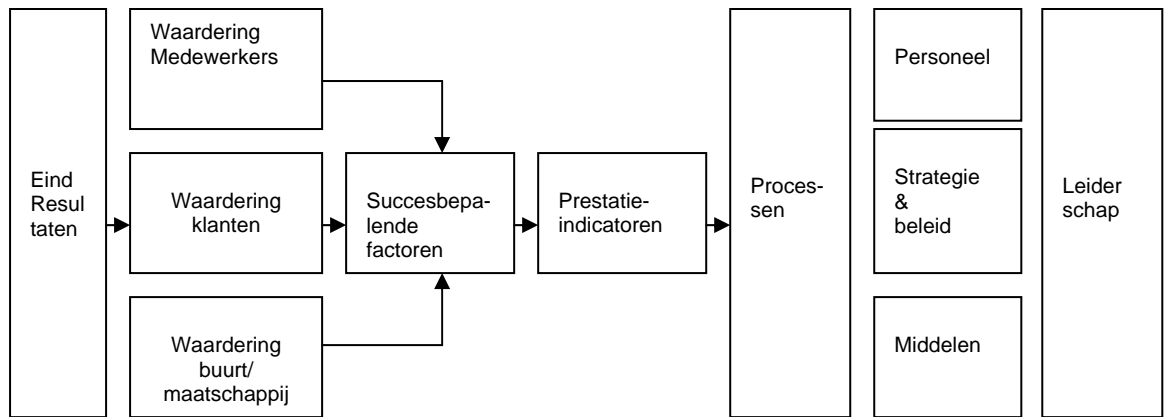 Eind
Resul
taten
Waardering
Medewerkers
Waardering
klanten
Waardering
buurt/
maatschappij
Succesbepa-
lende
factoren
Prestatie-
indicatoren
Proces-
sen
Personeel
Strategie
&
beleid
Middelen
Leider
schap